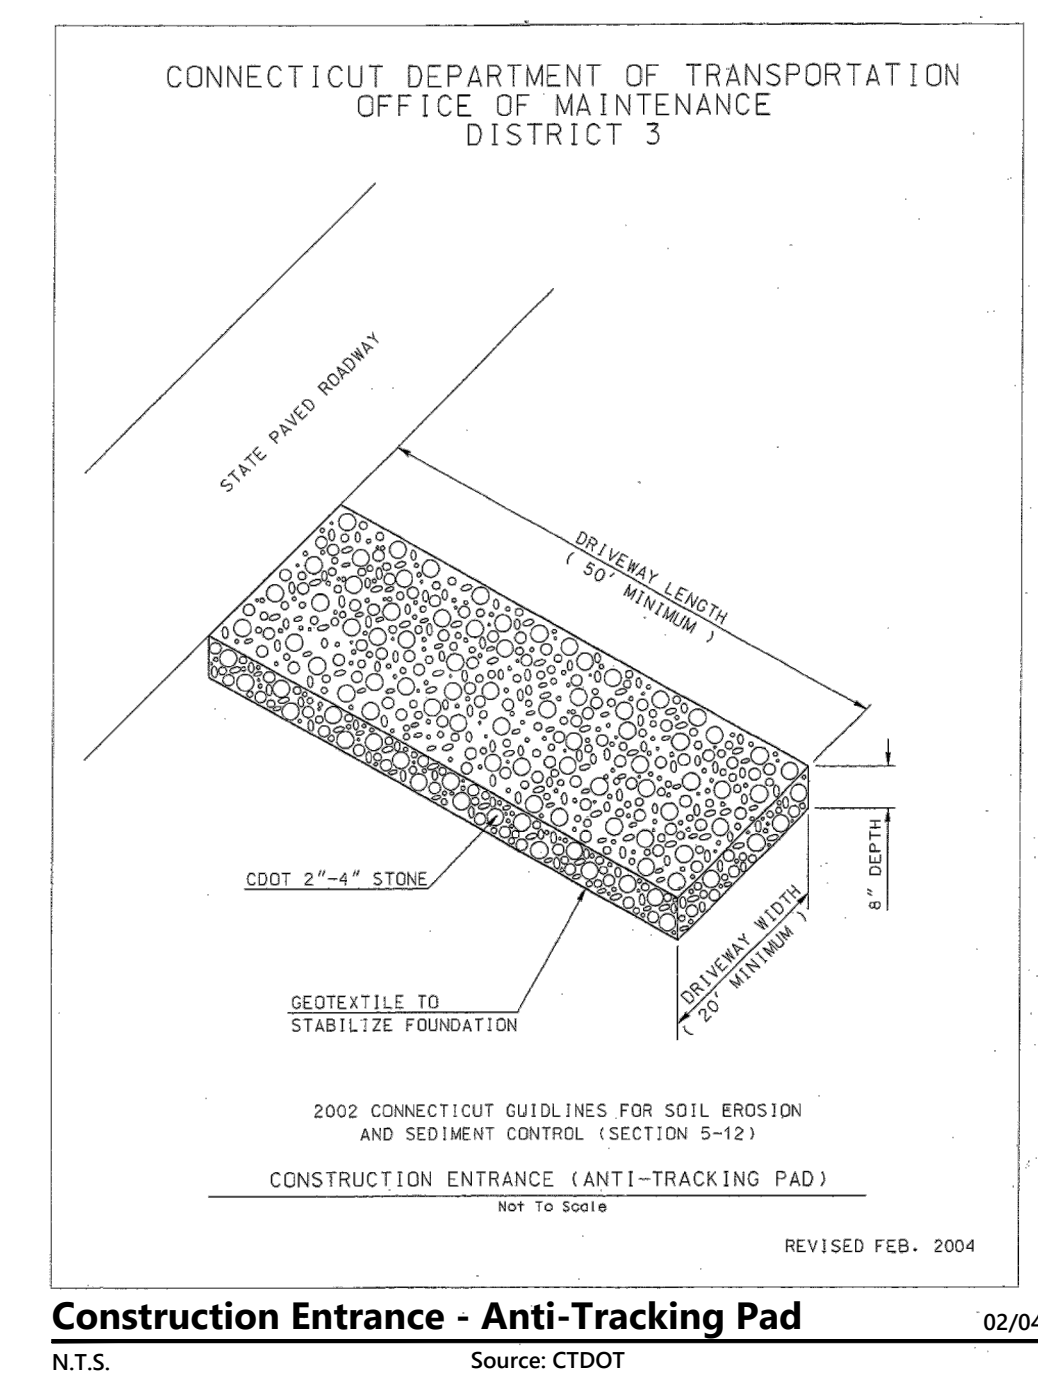 CONNECTICUT DEPARTMENT OF TRANSPORTATION
OFFICE OF MAINTENANCE
DISTRICT 3
STATE PAVED ROADWAY
DRIVEWAY LENGTH
( 50' MINIMUM )
8" DEPTH
CDOT 2"-4" STONE
DRIVEWAY WIDTH
( 20' MINIMUM )
GEOTEXTILE TO
STABILIZE FOUNDATION
2002 CONNECTICUT GUIDLINES FOR SOIL EROSION
AND SEDIMENT CONTROL (SECTION 5-12)
CONSTRUCTION ENTRANCE (ANTI-TRACKING PAD)
Not To Scale
REVISED FEB. 2004
Construction Entrance - Anti-Tracking Pad
02/04
N.T.S.
Source: CTDOT